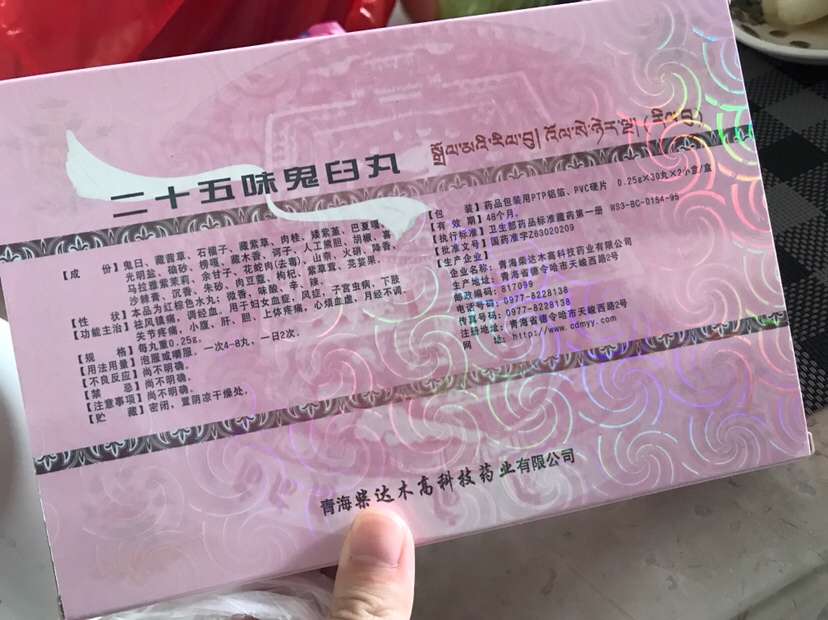 二十五味鬼臼丸
སྒྲོལ་མའི་རིལ་བུ། ཨོལ་སེ་ཉེར་ལྔ། (རིལ་བུ)
【成 份】鬼臼、藏茜草、石榴子、藏紫草、肉桂、矮紫堇、巴夏嘎、
光明盐、硇砂、榜嘎、藏木香、诃子、人工熊胆、胡椒、喜
马拉雅紫茉莉、余甘子、花蛇肉(去毒)、山柰、火硝、降香、
沙棘膏、沉香、朱砂、肉豆蔻、枸杞、紫草茸、芫荽果。
【性 状】本品为红棕色水丸；微香，味酸、辛、辣。
【功能主治】祛风镇痛，调经血。用于妇女血症，风症，子宫虫病，下肢
关节疼痛，小腹、肝、胆、上体疼痛，心烦血虚，月经不调。
【规 格】每丸重0.25g。
【用法用量】泡服或嚼服。一次4-8丸，一日2次。
【不良反应】尚不明确。
【禁 忌】尚不明确。
【注意事项】尚不明确。
【贮 藏】密闭，置阴凉干燥处。
【包 装】药品包装用PTP铝箔、PVC硬片 0.25g×30丸×2小盒/盒
【有 效 期】48个月。
【执行标准】卫生部药品标准藏药第一册 WS3-BC-0154-95
【批准文号】国药准字Z63020209
【生产企业】
企业名称：青海柴达木高科技药业有限公司
生产地址：青海省德令哈市天峻西路2号
邮政编码：817099
电话号码：0977-8228138
传真号码：0977-8228138
注册地址：青海省德令哈市天峻西路2号
网 址：http://www.cdmyy.com
青海柴达木高科技药业有限公司